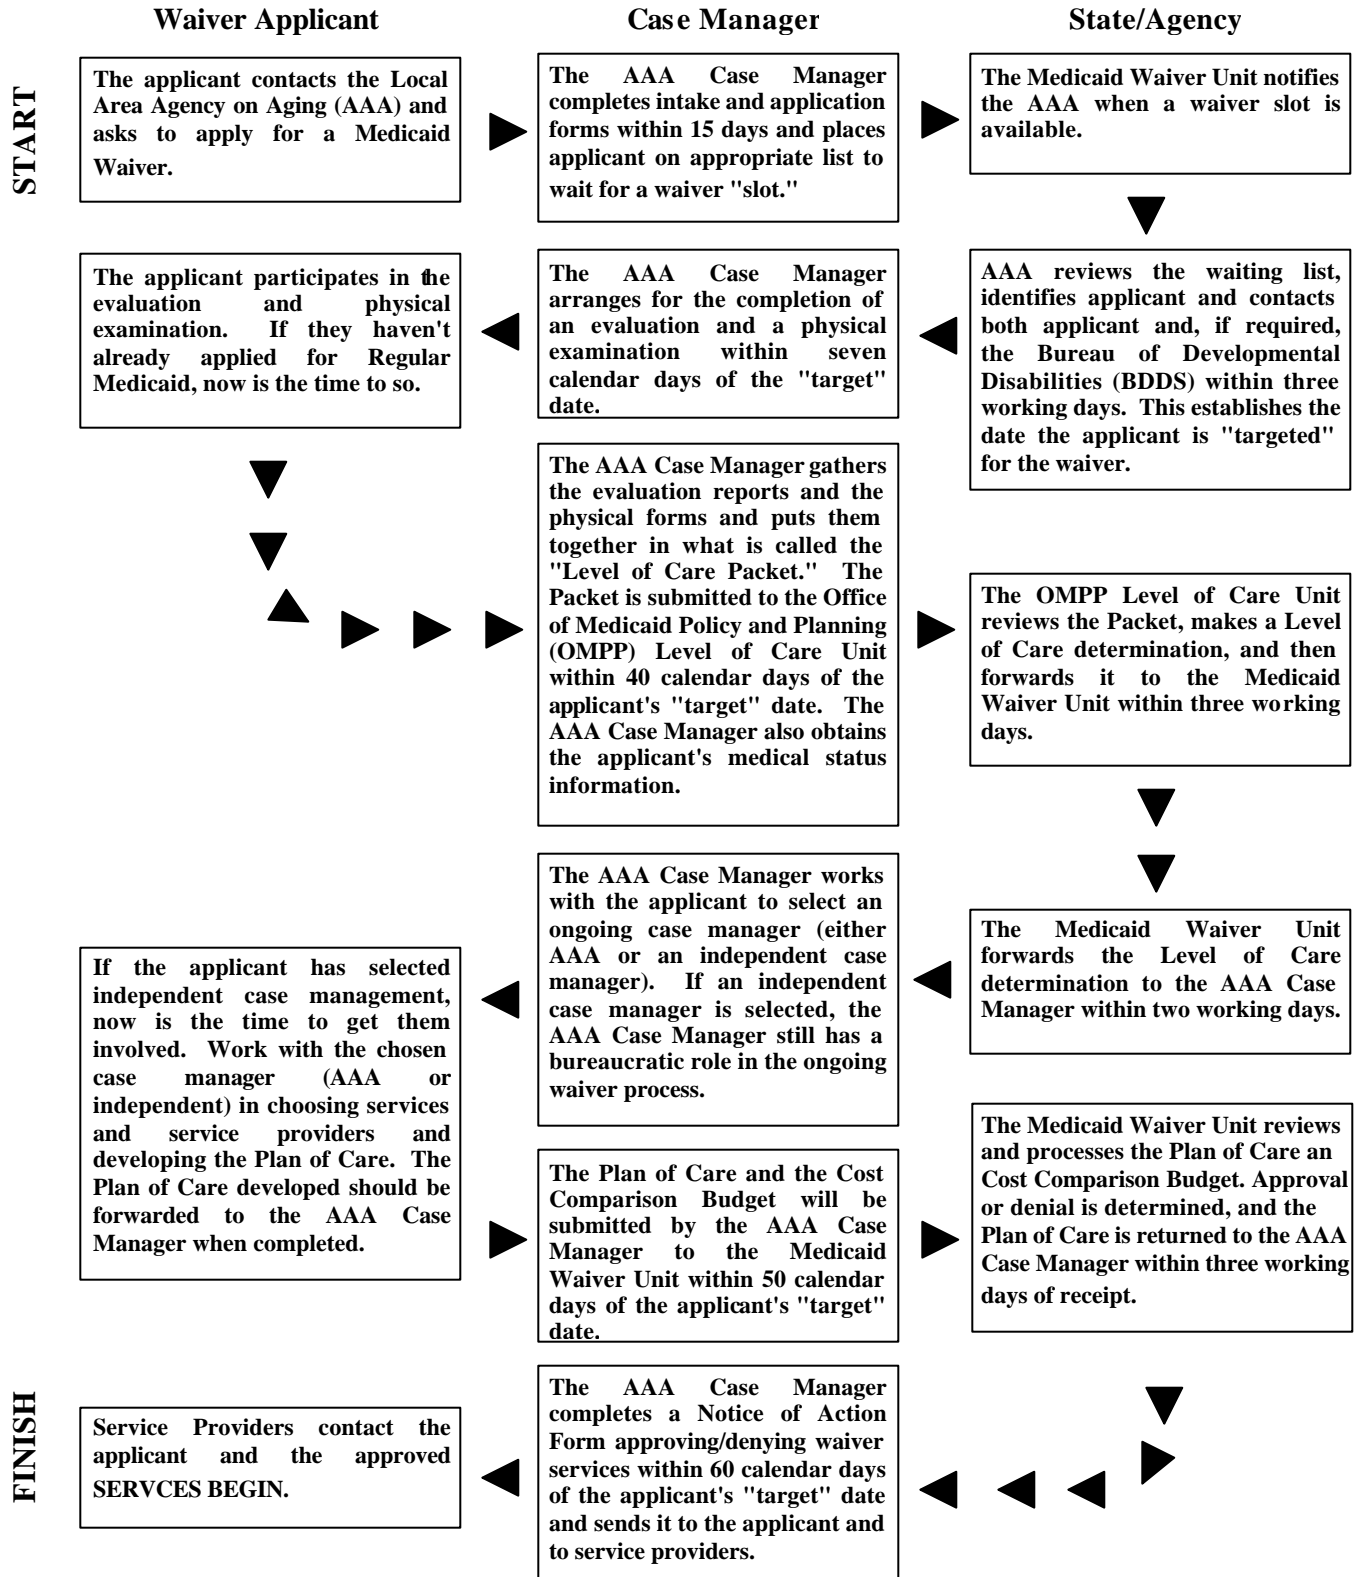 Waiver Applicant
Case Manager
State/Agency
START
The applicant contacts the Local
Area Agency on Aging (AAA) and
asks to apply for a Medicaid
Waiver.
The AAA Case Manager
completes intake and application
forms within 15 days and places
applicant on appropriate list to
wait for a waiver "slot."
The Medicaid Waiver Unit notifies
the AAA when a waiver slot is
available.
AAA reviews the waiting list,
identifies applicant and contacts
both applicant and, if required,
the Bureau of Developmental
Disabilities (BDDS) within three
working days. This establishes the
date the applicant is "targeted"
for the waiver.
The AAA Case Manager
arranges for the completion of
an evaluation and a physical
examination within seven
calendar days of the "target"
date.
The applicant participates in the
evaluation and physical
examination. If they haven't
already applied for Regular
Medicaid, now is the time to so.
The AAA Case Manager gathers
the evaluation reports and the
physical forms and puts them
together in what is called the
"Level of Care Packet." The
Packet is submitted to the Office
of Medicaid Policy and Planning
(OMPP) Level of Care Unit
within 40 calendar days of the
applicant's "target" date. The
AAA Case Manager also obtains
the applicant's medical status
information.
The OMPP Level of Care Unit
reviews the Packet, makes a Level
of Care determination, and then
forwards it to the Medicaid
Waiver Unit within three working
days.
The Medicaid Waiver Unit
forwards the Level of Care
determination to the AAA Case
Manager within two working days.
The AAA Case Manager works
with the applicant to select an
ongoing case manager (either
AAA or an independent case
manager). If an independent
case manager is selected, the
AAA Case Manager still has a
bureaucratic role in the ongoing
waiver process.
If the applicant has selected
independent case management,
now is the time to get them
involved. Work with the chosen
case manager (AAA or
independent) in choosing services
and service providers and
developing the Plan of Care. The
Plan of Care developed should be
forwarded to the AAA Case
Manager when completed.
The Plan of Care and the Cost
Comparison Budget will be
submitted by the AAA Case
Manager to the Medicaid
Waiver Unit within 50 calendar
days of the applicant's "target"
date.
The Medicaid Waiver Unit reviews
and processes the Plan of Care an
Cost Comparison Budget. Approval
or denial is determined, and the
Plan of Care is returned to the AAA
Case Manager within three working
days of receipt.
The AAA Case Manager
completes a Notice of Action
Form approving/denying waiver
services within 60 calendar days
of the applicant's "target" date
and sends it to the applicant and
to service providers.
FINISH
Service Providers contact the
applicant and the approved
SERVCES BEGIN.